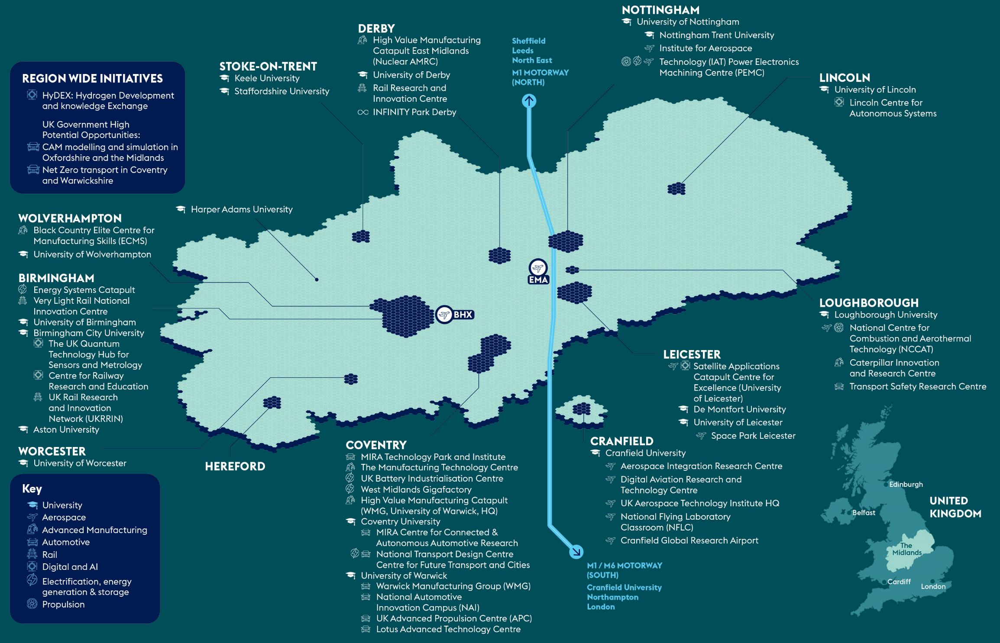 REGION WIDE INITIATIVES
HyDEX: Hydrogen Development
and knowledge Exchange
UK Government High
Potential Opportunities:
CAM modelling and simulation in
Oxfordshire and the Midlands
Net Zero transport in Coventry
and Warwickshire
STOKE-ON-TRENT
Keele University
Staffordshire University
DERBY
High Value Manufacturing
Catapult East Midlands
(Nuclear AMRC)
University of Derby
Rail Research and
Innovation Centre
INFINITY Park Derby
Sheffield
Leeds
North East
M1 MOTORWAY
(NORTH)
NOTTINGHAM
University of Nottingham
Nottingham Trent University
Institute for Aerospace
Technology (IAT) Power Electronics
Machining Centre (PEMC)
LINCOLN
University of Lincoln
Lincoln Centre for
Autonomous Systems
Harper Adams University
WOLVERHAMPTON
Black Country Elite Centre for
Manufacturing Skills (ECMS)
University of Wolverhampton
BIRMINGHAM
Energy Systems Catapult
Very Light Rail National
Innovation Centre
University of Birmingham
Birmingham City University
The UK Quantum
Technology Hub for
Sensors and Metrology
Centre for Railway
Research and Education
UK Rail Research
and Innovation
Network (UKRRIN)
Aston University
WORCESTER
University of Worcester
EMA
BHX
HEREFORD
LOUGHBOROUGH
Loughborough University
National Centre for
Combustion and Aerothermal
Technology (NCCAT)
Caterpillar Innovation
and Research Centre
Transport Safety Research Centre
LEICESTER
Satellite Applications
Catapult Centre for
Excellence (University
of Leicester)
De Montfort University
University of Leicester
Space Park Leicester
CRANFIELD
Cranfield University
Aerospace Integration Research Centre
Digital Aviation Research and
Technology Centre
UK Aerospace Technology Institute HQ
National Flying Laboratory
Classroom (NFLC)
Cranfield Global Research Airport
COVENTRY
MIRA Technology Park and Institute
The Manufacturing Technology Centre
UK Battery Industrialisation Centre
West Midlands Gigafactory
High Value Manufacturing Catapult
(WMG, University of Warwick, HQ)
Coventry University
MIRA Centre for Connected &
Autonomous Automotive Research
National Transport Design Centre
Centre for Future Transport and Cities
University of Warwick
Warwick Manufacturing Group (WMG)
National Automotive
Innovation Campus (NAI)
UK Advanced Propulsion Centre (APC)
Lotus Advanced Technology Centre
M1 / M6 MOTORWAY
(SOUTH)
Cranfield University
Northampton
London
Key
University
Aerospace
Advanced Manufacturing
Automotive
Rail
Digital and AI
Electrification, energy
generation & storage
Propulsion
UNITED
KINGDOM
Edinburgh
Belfast
The
Midlands
Cardiff
London